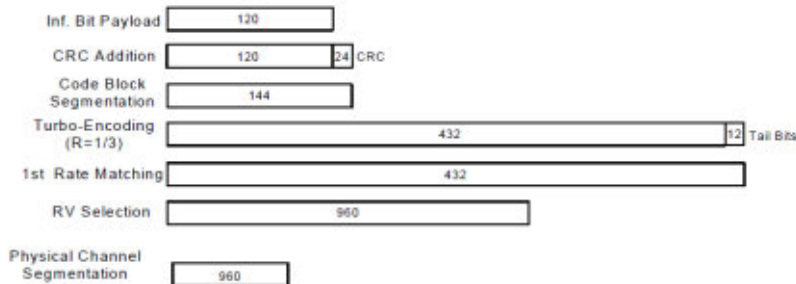 Inf. Bit Payload 120
CRC Addition 120 24 CRC
Code Block
Segmentation 144
Turbo-Encoding
(R=1/3) 432 12 Tail Bits
1st Rate Matching 432
RV Selection 960
Physical Channel
Segmentation 960